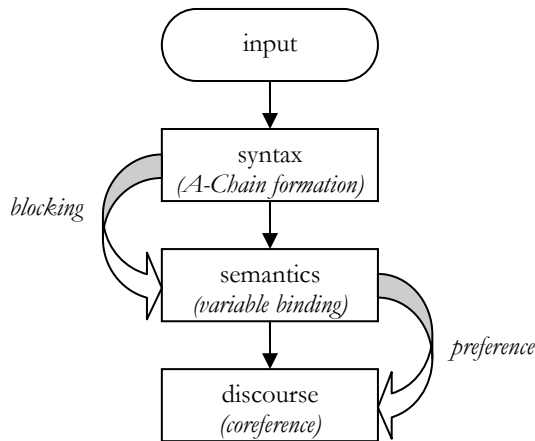 input
syntax
(A-Chain formation)
blocking
semantics
(variable binding)
preference
discourse
(coreference)